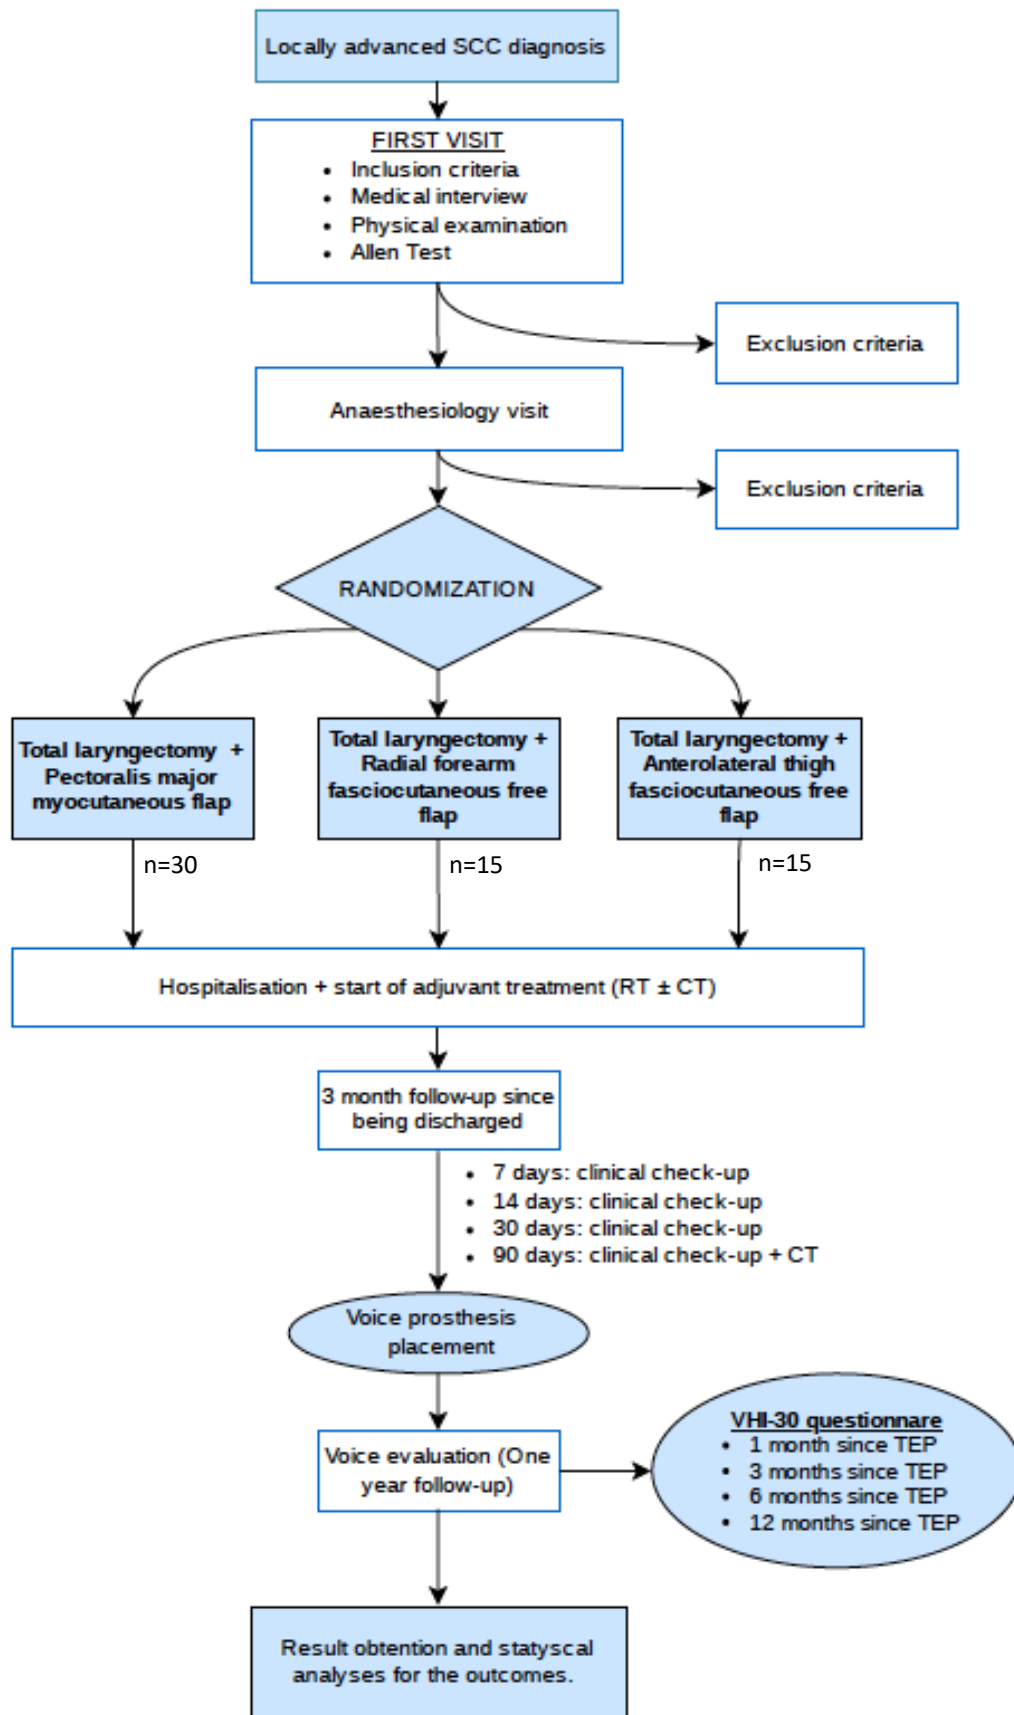 Locally advanced SCC diagnosis
FIRST VISIT
• Inclusion criteria
• Medical interview
• Physical examination
• Allen Test
Exclusion criteria
Anaesthesiology visit
Exclusion criteria
RANDOMIZATION
Total laryngectomy +
Pectoralis major
myocutaneous flap
Total laryngectomy +
Radial forearm
fasciocutaneous free
flap
Total laryngectomy +
Anterolateral thigh
fasciocutaneous free
flap
n=30
n=15
n=15
Hospitalisation + start of adjuvant treatment (RT ± CT)
3 month follow-up since
being discharged
• 7 days: clinical check-up
• 14 days: clinical check-up
• 30 days: clinical check-up
• 90 days: clinical check-up + CT
Voice prosthesis
placement
Voice evaluation (One
year follow-up)
VHI-30 questionnare
• 1 month since TEP
• 3 months since TEP
• 6 months since TEP
• 12 months since TEP
Result obtention and statyscal
analyses for the outcomes.